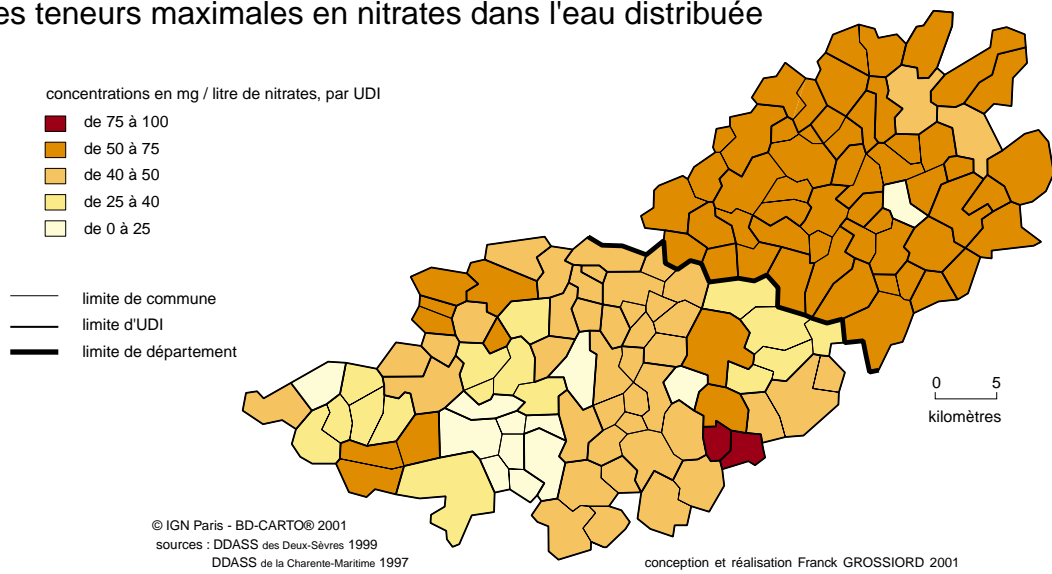 es teneurs maximales en nitrates dans l'eau distribuée
concentrations en mg / litre de nitrates, par UDI
de 75 à 100
de 50 à 75
de 40 à 50
de 25 à 40
de 0 à 25
limite de commune
limite d'UDI
limite de département
0 5
kilomètres
© IGN Paris - BD-CARTO® 2001
sources : DDASS des Deux-Sèvres 1999
DDASS de la Charente-Maritime 1997
conception et réalisation Franck GROSSIORD 2001